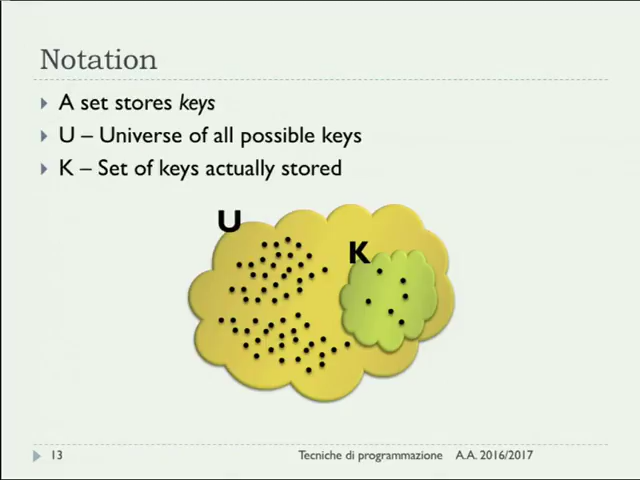 Notation
A set stores keys
U – Universe of all possible keys
K – Set of keys actually stored
U
K
13
Tecniche di programmazione A.A. 2016/2017